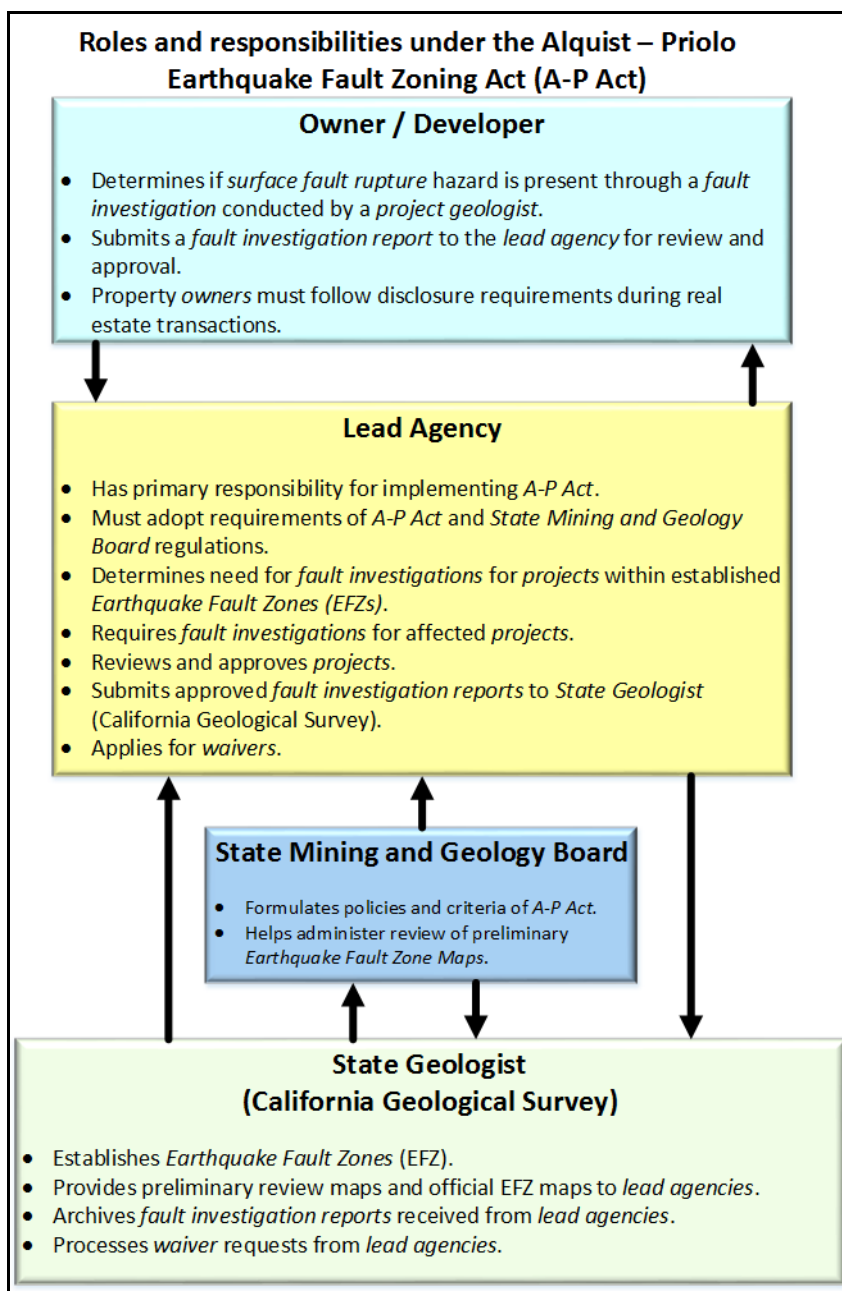 Roles and responsibilities under the Alquist – Priolo
Earthquake Fault Zoning Act (A-P Act)
Owner / Developer
• Determines if surface fault rupture hazard is present through a fault
investigation conducted by a project geologist.
• Submits a fault investigation report to the lead agency for review and
approval.
• Property owners must follow disclosure requirements during real
estate transactions.
Lead Agency
• Has primary responsibility for implementing A-P Act.
• Must adopt requirements of A-P Act and State Mining and Geology
Board regulations.
• Determines need for fault investigations for projects within established
Earthquake Fault Zones (EFZs).
• Requires fault investigations for affected projects.
• Reviews and approves projects.
• Submits approved fault investigation reports to State Geologist
(California Geological Survey).
• Applies for waivers.
State Mining and Geology Board
• Formulates policies and criteria of A-P Act.
• Helps administer review of preliminary
Earthquake Fault Zone Maps.
State Geologist
(California Geological Survey)
• Establishes Earthquake Fault Zones (EFZ).
• Provides preliminary review maps and official EFZ maps to lead agencies.
• Archives fault investigation reports received from lead agencies.
• Processes waiver requests from lead agencies.